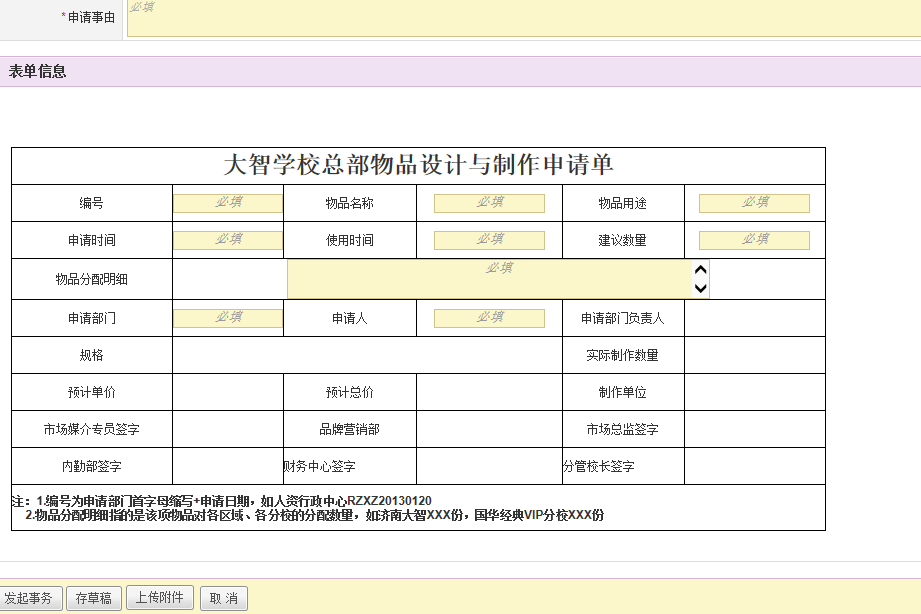 *申请事由 必填
表单信息
大智学校总部物品设计与制作申请单
编号 必填 物品名称 必填 物品用途 必填
申请时间 必填 使用时间 必填 建议数量 必填
物品分配明细 必填
申请部门 必填 申请人 必填 申请部门负责人
规格 实际制作数量
预计单价 预计总价 制作单位
市场媒介专员签字 品牌营销部 市场总监签字
内勤部签字 财务中心签字 分管校长签字
注：1.编号为申请部门首字母缩写+申请日期，如人资行政中心RZXZ20130120
2.物品分配明细指的是该项物品对各区域、各分校的分配数量，如济南大智XXX份，国华经典VIP分校XXX份
发起事务 存草稿 上传附件 取 消